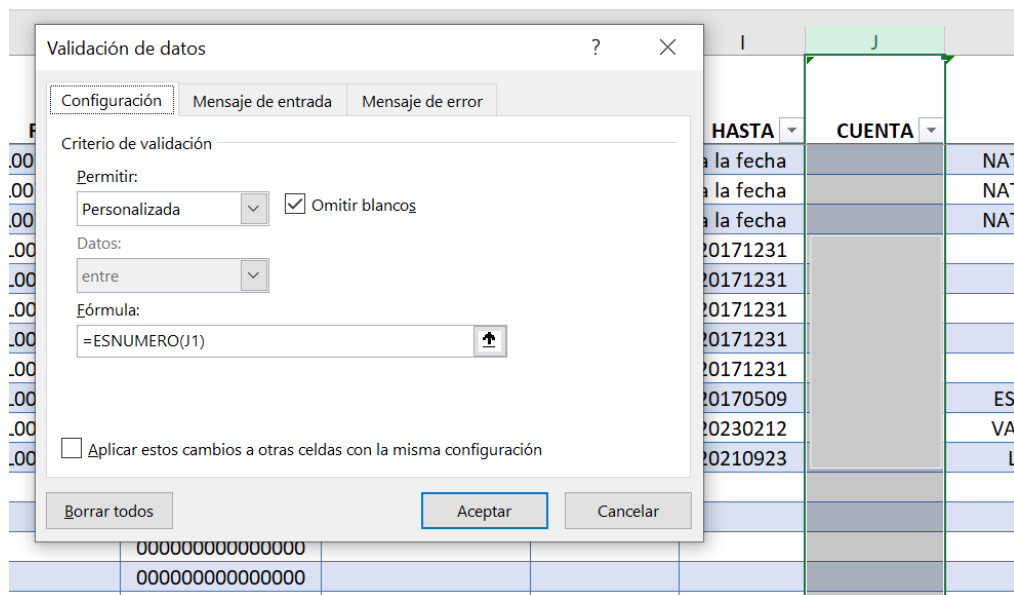 Validación de datos ?
I J
Configuración Mensaje de entrada Mensaje de error
HASTA CUENTA
Criterio de validación
a la fecha NAT
Permitir:
a la fecha NAT
Personalizada Omitir blancos
a la fecha NAT
Datos:
20171231
entre
20171231
Fórmula:
20171231
=ESNUMERO(J1)
20171231
20171231
20170509 ES
20230212 VA
Aplicar estos cambios a otras celdas con la misma configuración
20210923 L
Borrar todos Aceptar Cancelar
000000000000000
000000000000000